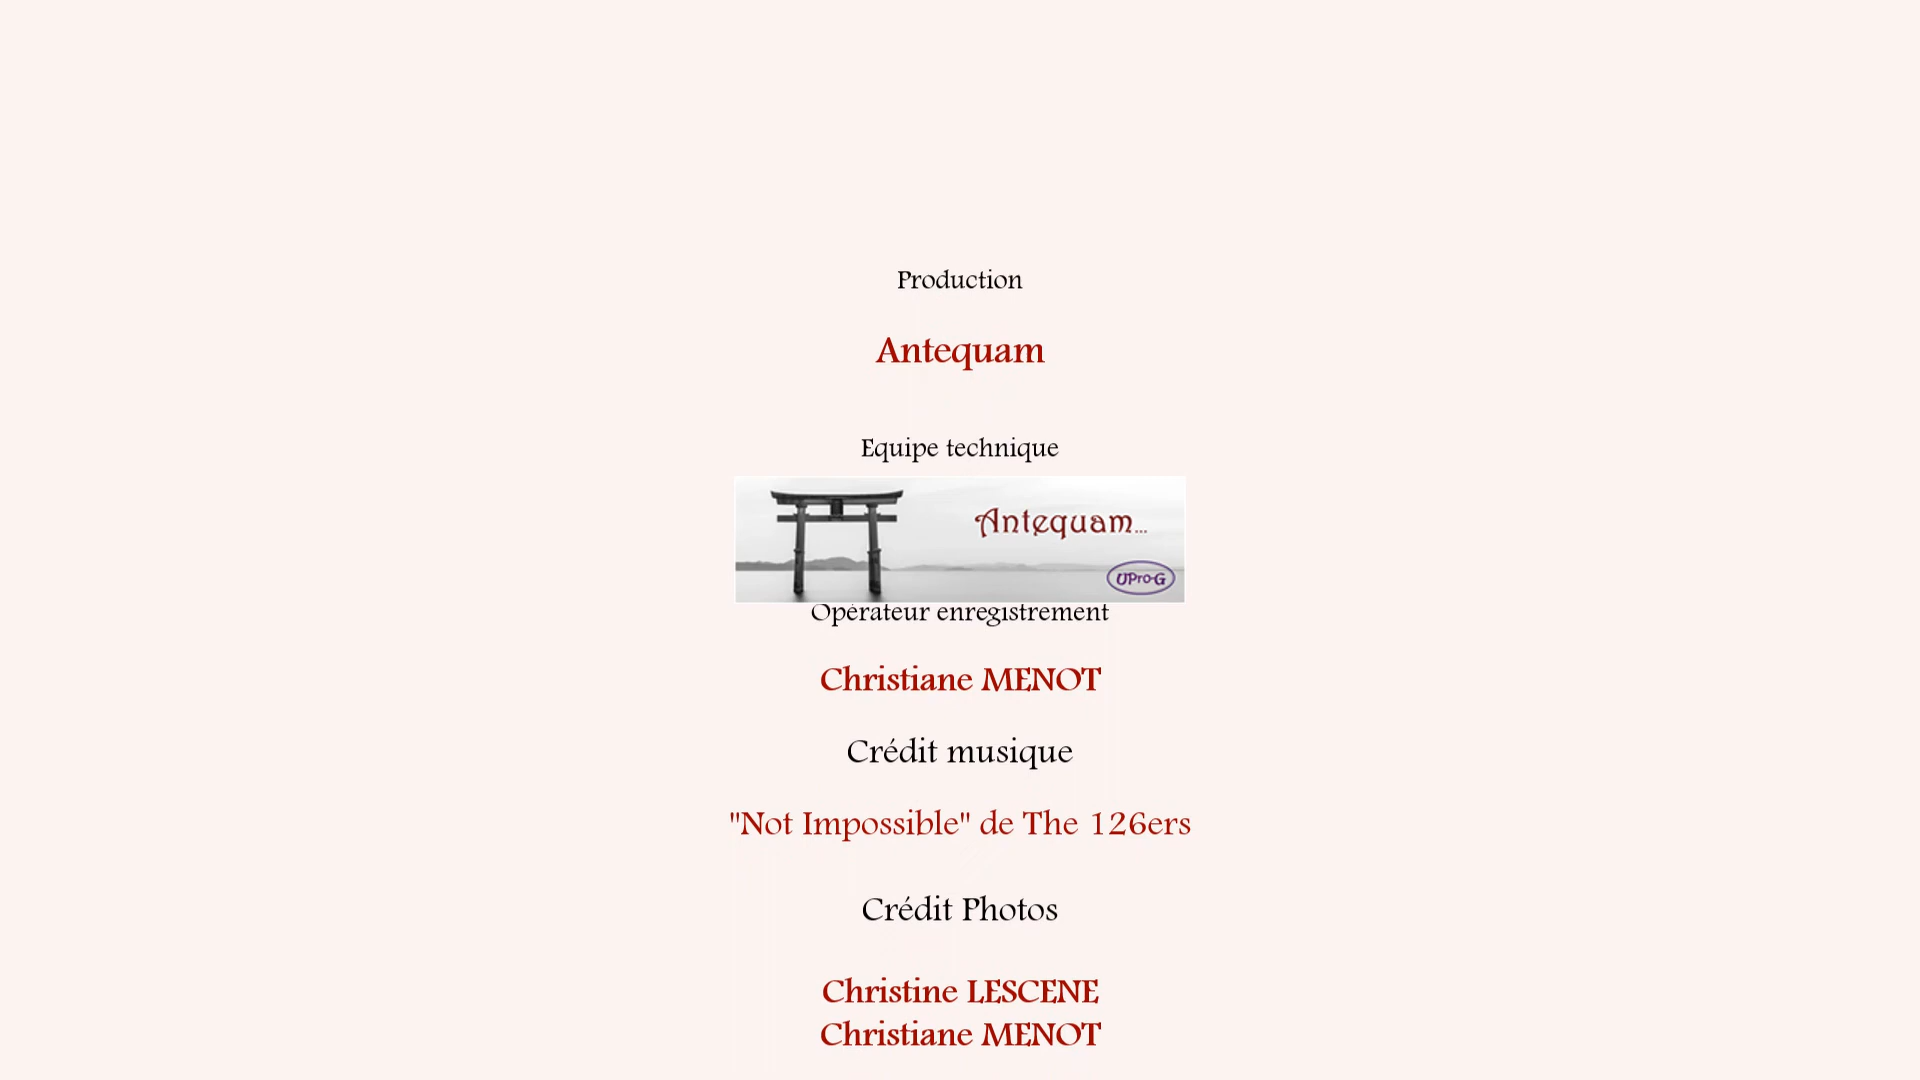 Production
Antequam
Equipe technique
Antequam...
UPro-G
Opérateur enregistrement
Christiane MENOT
Crédit musique
"Not Impossible" de The 126ers
Crédit Photos
Christine LESCENE
Christiane MENOT